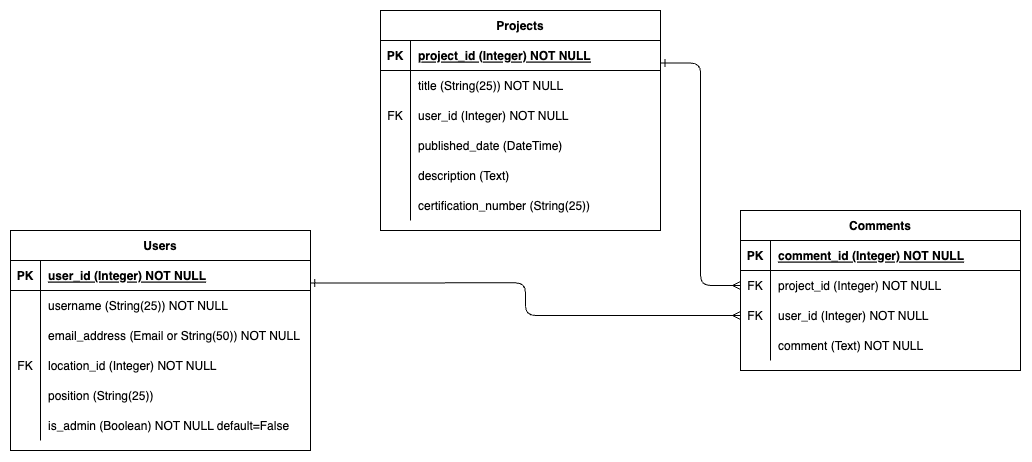 Projects
PK project_id (Integer) NOT NULL
title (String(25)) NOT NULL
FK user_id (Integer) NOT NULL
published_date (DateTime)
description (Text)
certification_number (String(25))
Users
PK user_id (Integer) NOT NULL
username (String(25)) NOT NULL
email_address (Email or String(50)) NOT NULL
FK location_id (Integer) NOT NULL
position (String(25))
is_admin (Boolean) NOT NULL default=False
Comments
PK comment_id (Integer) NOT NULL
FK project_id (Integer) NOT NULL
FK user_id (Integer) NOT NULL
comment (Text) NOT NULL